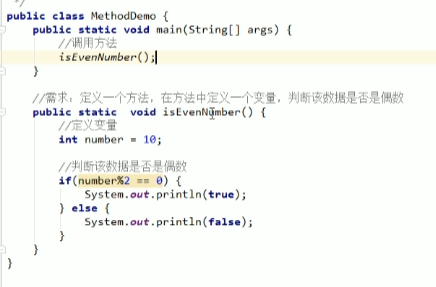 */
public class MethodDemo {
    public static void main(String[] args) {
        //调用方法
        isEvenNumber();
    }

    //需求：定义一个方法，在方法中定义一个变量，判断该数据是否是偶数
    public static  void isEvenNumber() {
        //定义变量
        int number = 10;

        //判断该数据是否是偶数
        if(number%2 == 0) {
            System.out.println(true);
        } else {
            System.out.println(false);
        }
    }
}